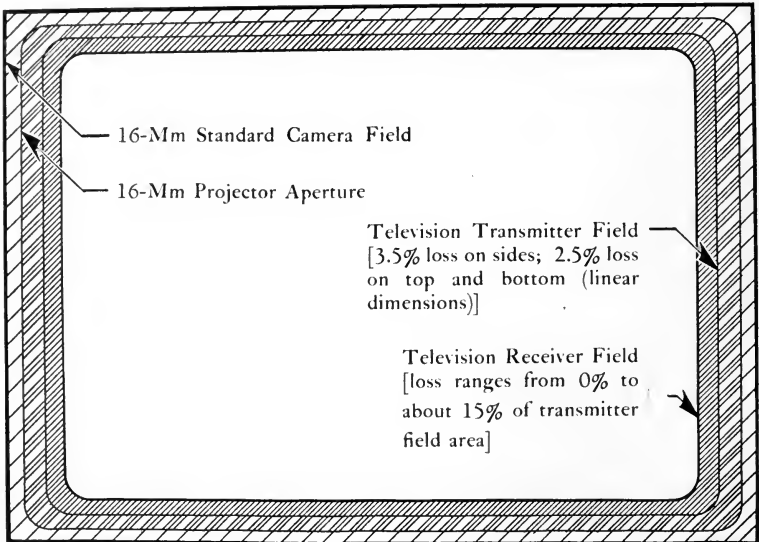 16-Mm Standard Camera Field
16-Mm Projector Aperture
Television Transmitter Field
[3.5% loss on sides; 2.5% loss
on top and bottom (linear
dimensions)]
Television Receiver Field
[loss ranges from 0% to
about 15% of transmitter
field area]